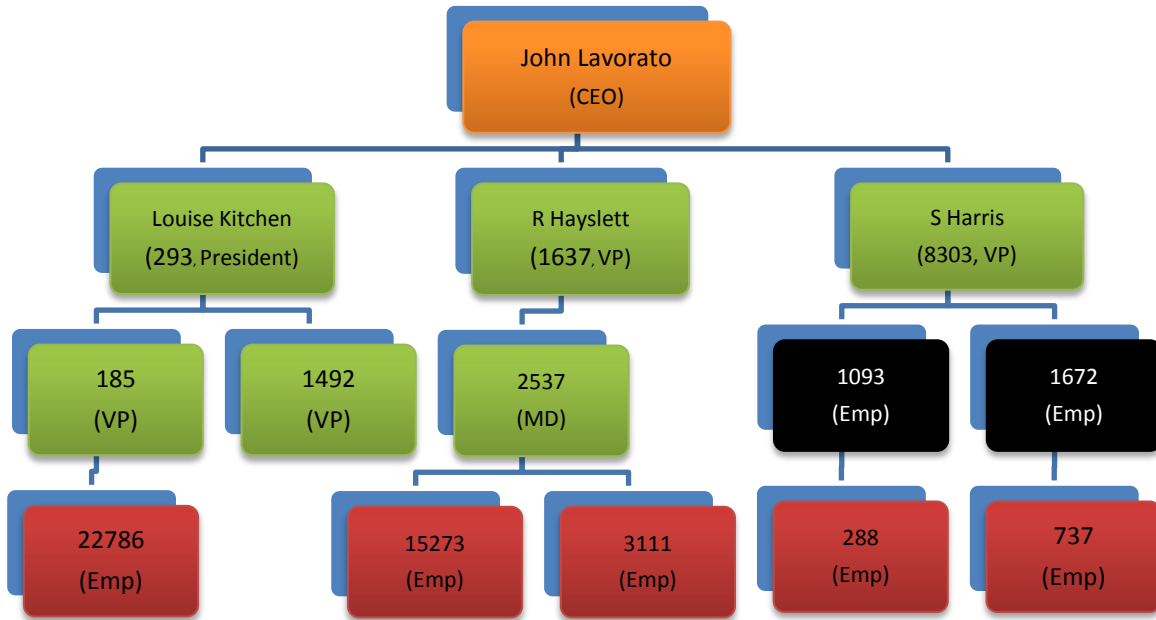 John Lavorato
(CEO)
Louise Kitchen
(293, President)
R Hayslett
(1637, VP)
S Harris
(8303, VP)
185
(VP)
1492
(VP)
2537
(MD)
1093
(Emp)
1672
(Emp)
22786
(Emp)
15273
(Emp)
3111
(Emp)
288
(Emp)
737
(Emp)